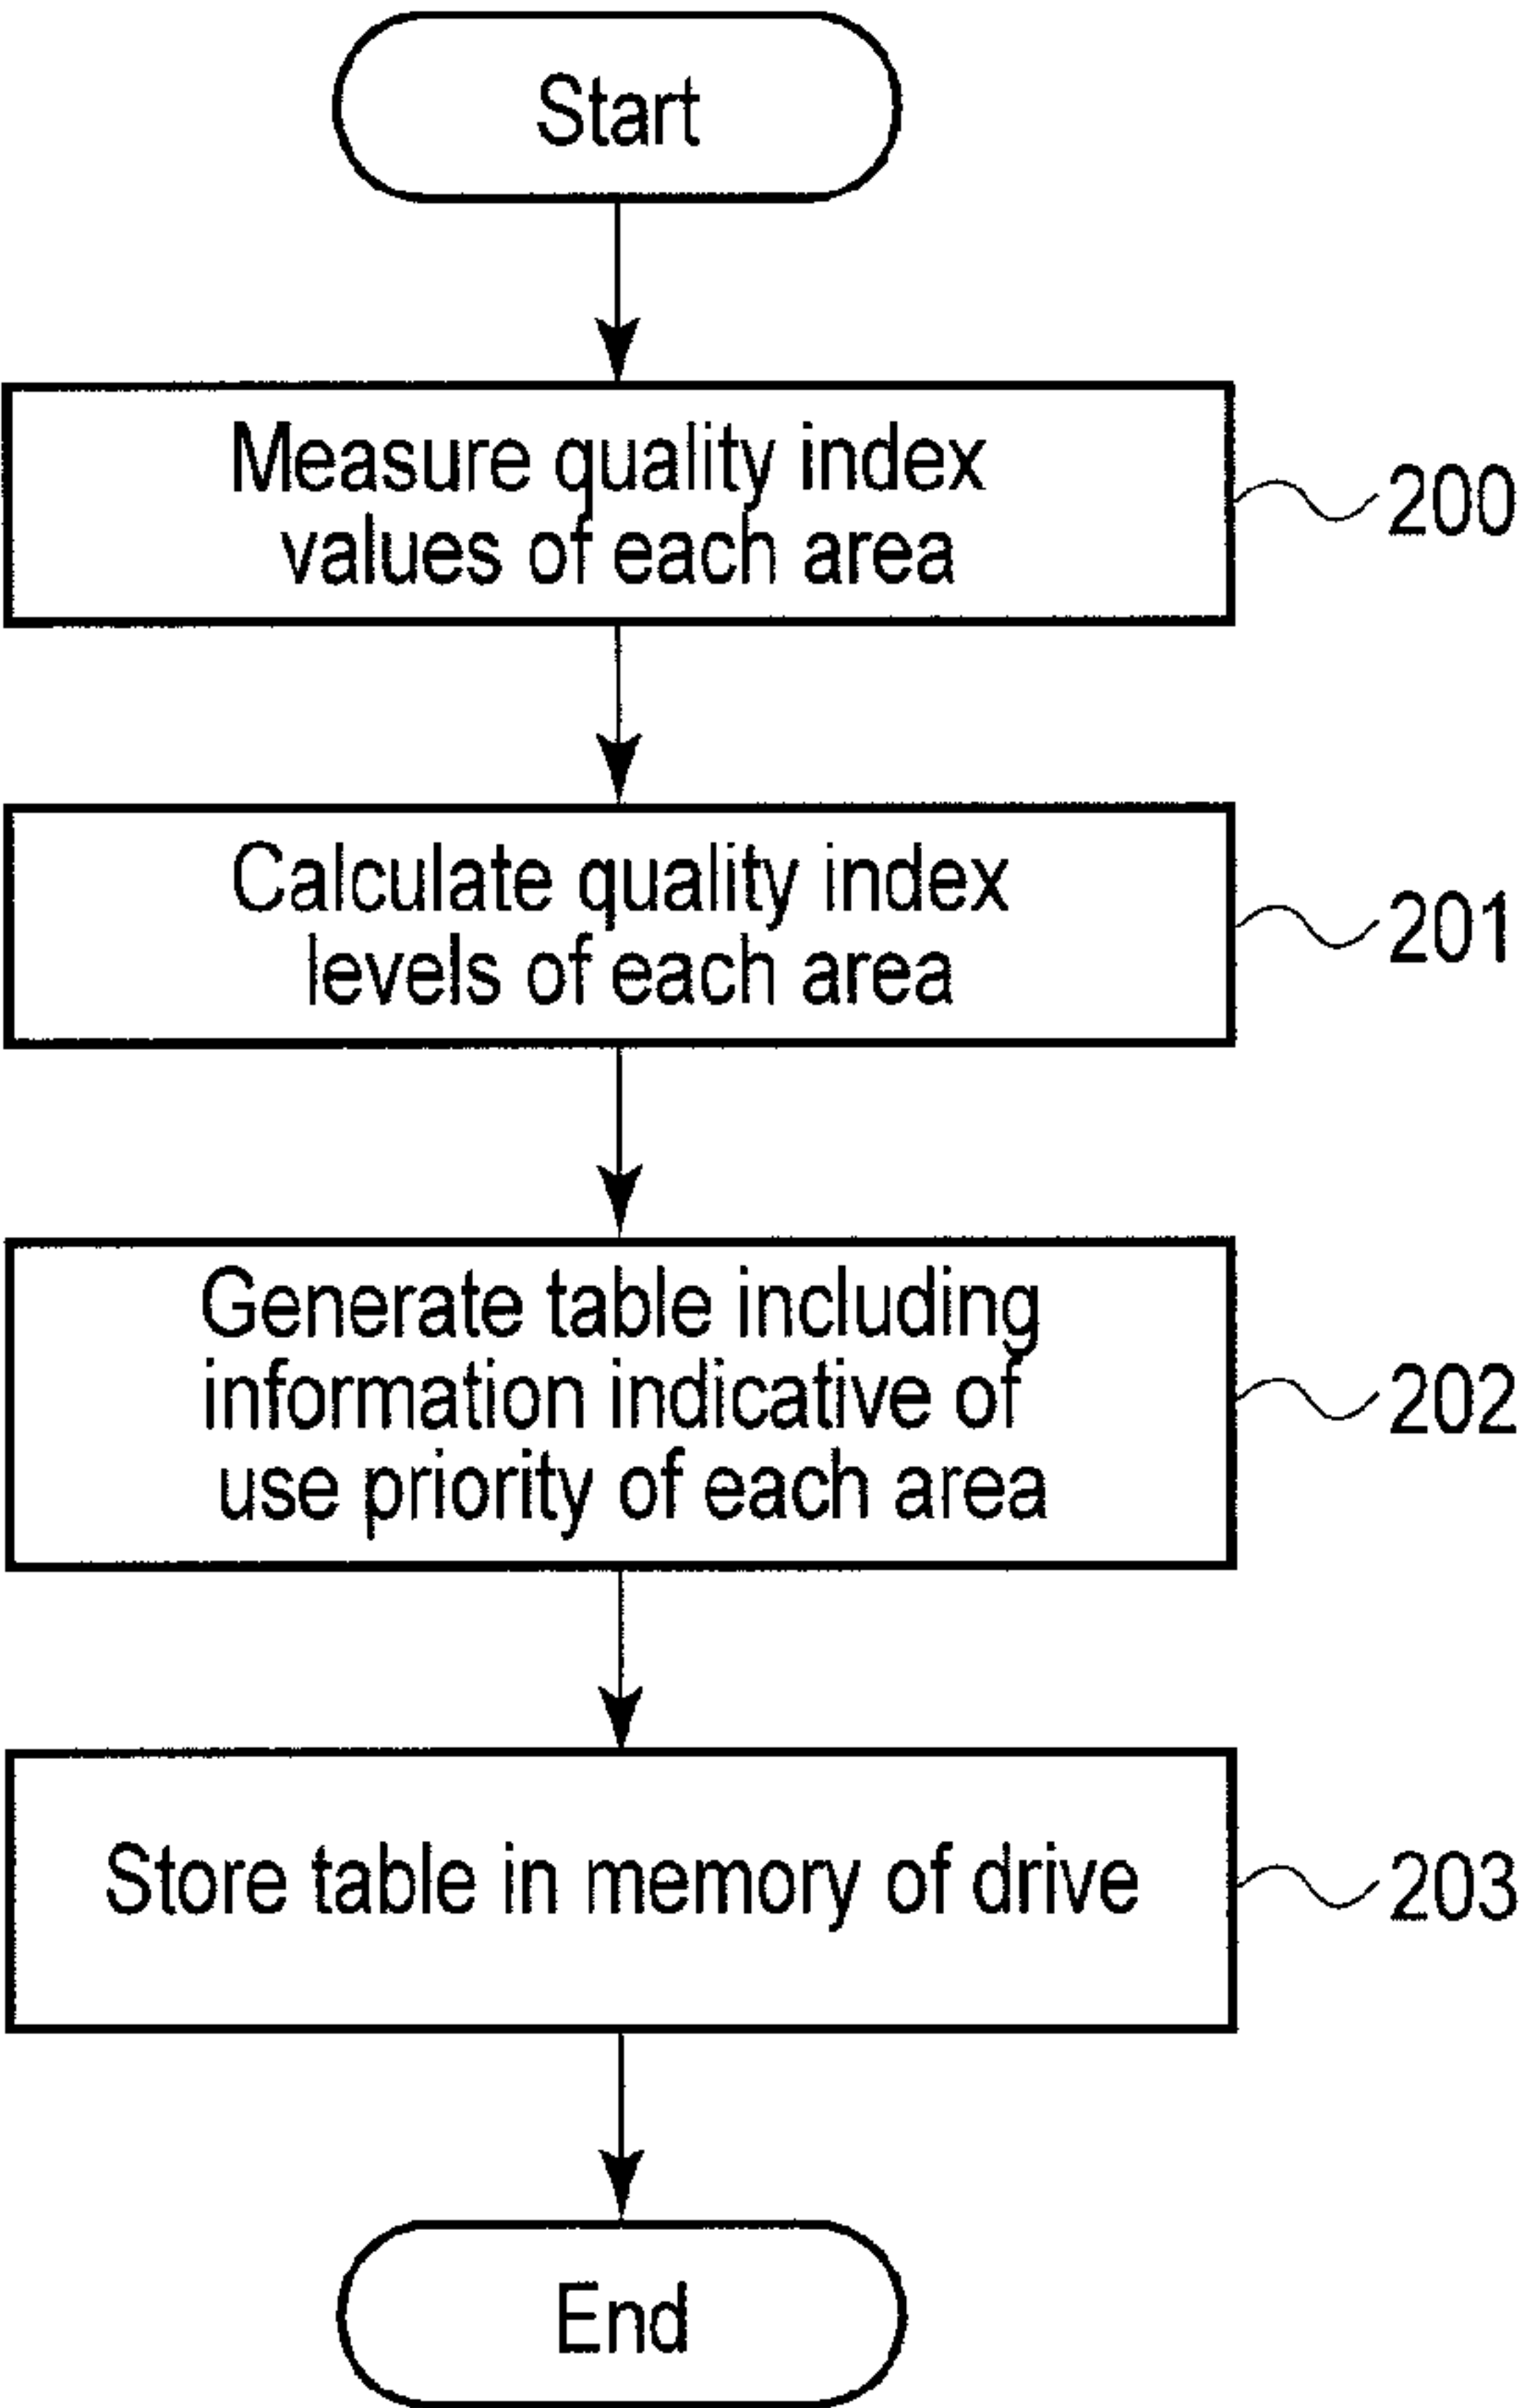 Start
Measure quality index
values of each area
200
Calculate quality index
levels of each area
201
Generate table including
information indicative of
use priority of each area
202
Store table in memory of drive
203
End